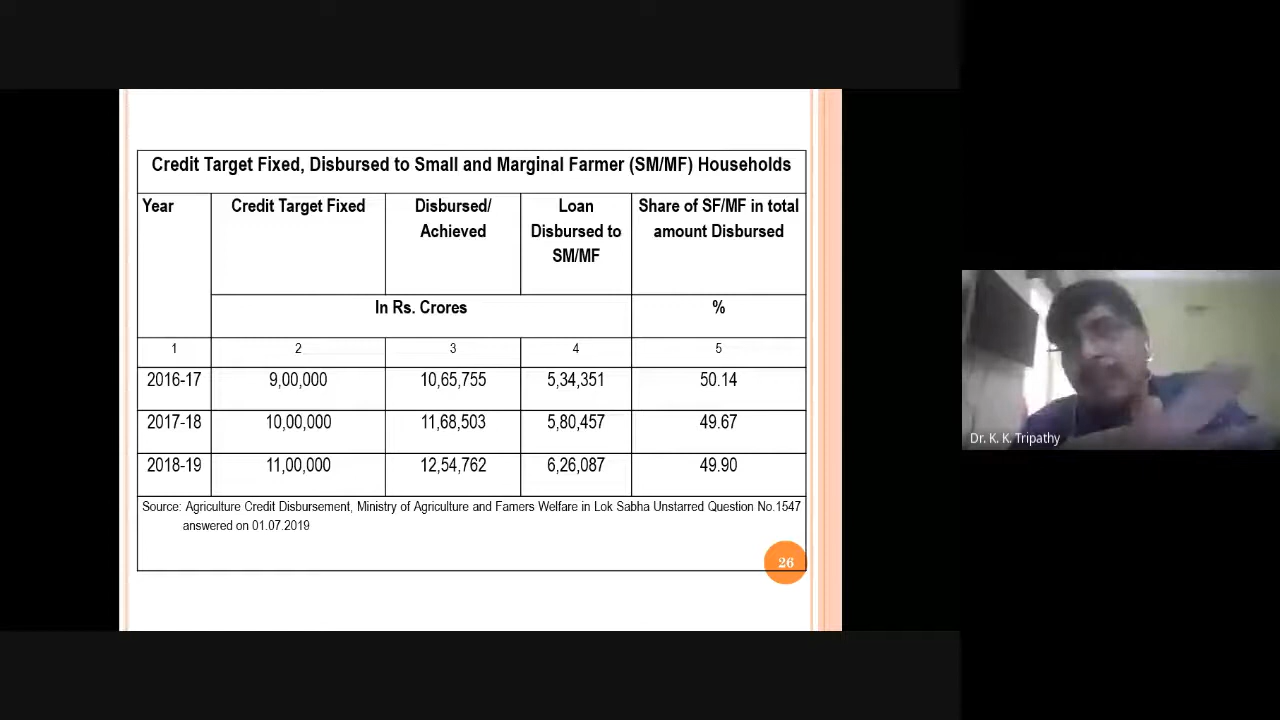 Credit Target Fixed, Disbursed to Small and Marginal Farmer (SM/MF) Households
Year Credit Target Fixed Disbursed/ Achieved Loan Disbursed to SM/MF Share of SF/MF in total amount Disbursed
In Rs. Crores %
1 2 3 4 5
2016-17 9,00,000 10,65,755 5,34,351 50.14
2017-18 10,00,000 11,68,503 5,80,457 49.67
2018-19 11,00,000 12,54,762 6,26,087 49.90
Source: Agriculture Credit Disbursement, Ministry of Agriculture and Famers Welfare in Lok Sabha Unstarred Question No.1547
answered on 01.07.2019
26
Dr. K. K. Tripathy